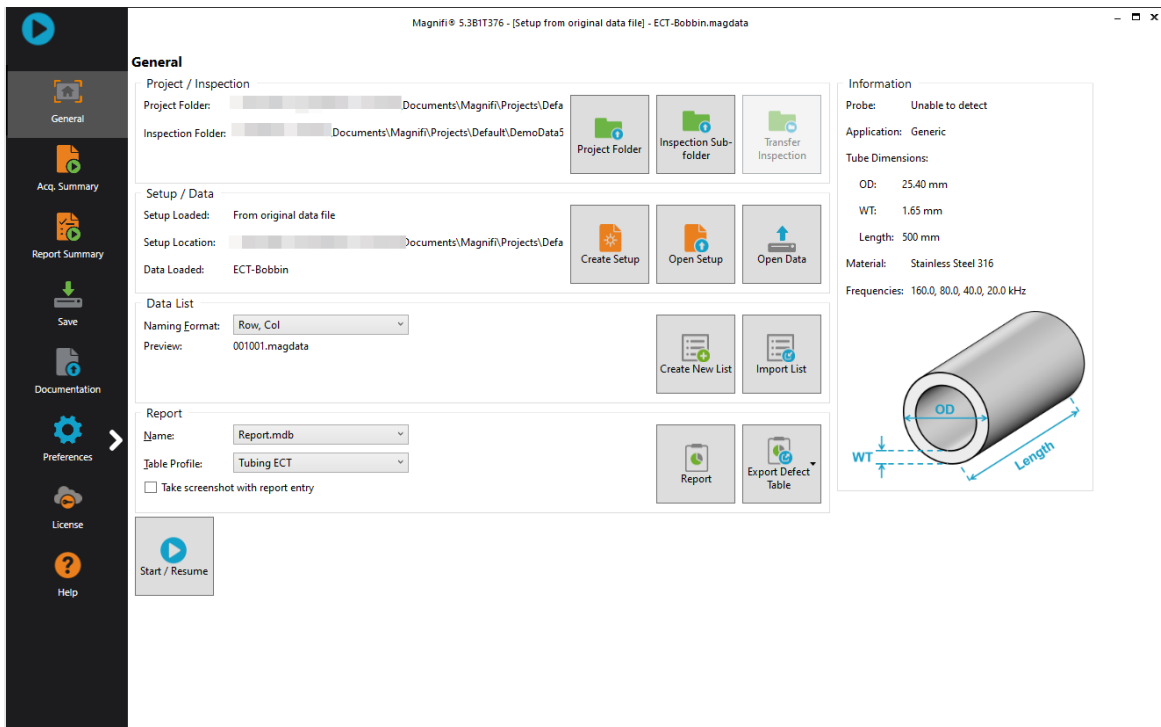 Magnifi® 5.3B1T376 - [Setup from original data file] - ECT-Bobbin.magdata
General
Acq. Summary
Report Summary
Save
Documentation
Preferences
License
Help
General
Project / Inspection
Project Folder: Documents\Magnifi\Projects\Defa
Inspection Folder: Documents\Magnifi\Projects\Default\DemoData5
Project Folder
Inspection Sub-
folder
Transfer
Inspection
Setup / Data
Setup Loaded: From original data file
Setup Location: Documents\Magnifi\Projects\Defa
Data Loaded: ECT-Bobbin
Create Setup
Open Setup
Open Data
Data List
Naming Format: Row, Col
Preview: 001001.magdata
Create New List
Import List
Report
Name: Report.mdb
Table Profile: Tubing ECT
Take screenshot with report entry
Report
Export Defect
Table
Start / Resume
Information
Probe: Unable to detect
Application: Generic
Tube Dimensions:
OD: 25.40 mm
WT: 1.65 mm
Length: 500 mm
Material: Stainless Steel 316
Frequencies: 160.0, 80.0, 40.0, 20.0 kHz
OD
WT
Length